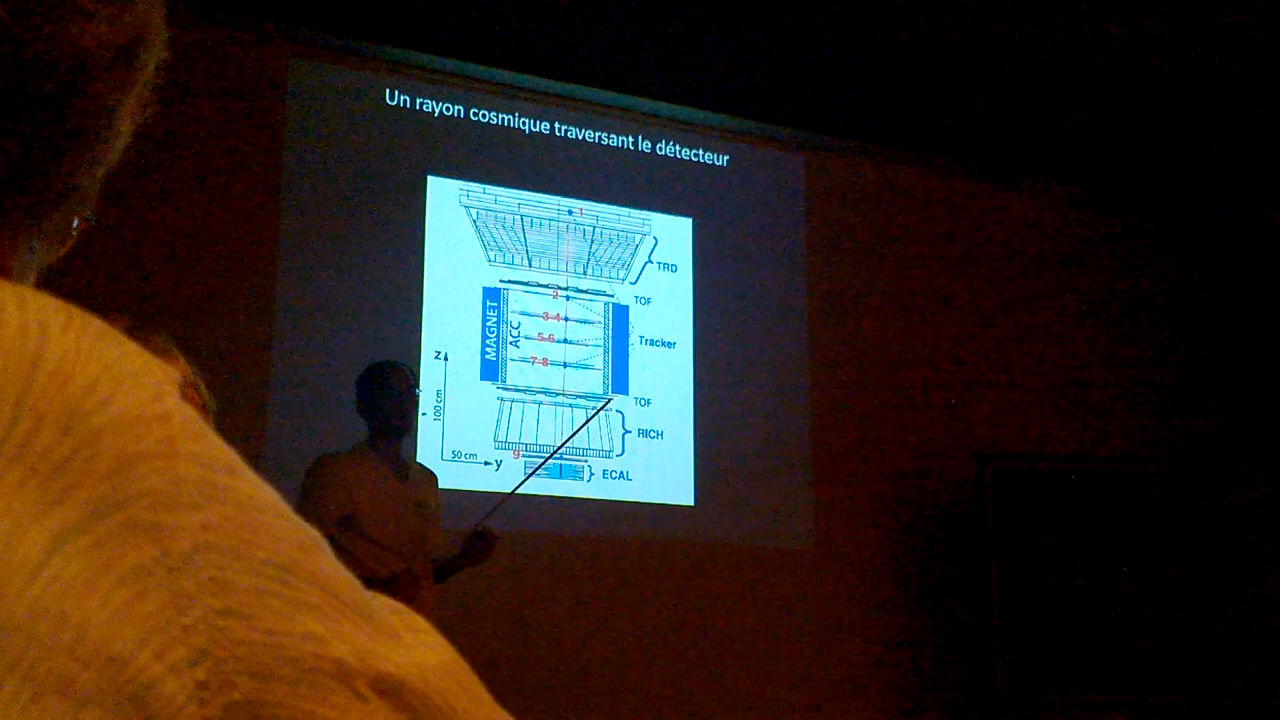 Un rayon cosmique traversant le détecteur
1
TRD
2
TOF
MAGNET
ACC
3-4
5-6
Tracker
7-8
z
100 cm
TOF
RICH
9
50 cm
y
ECAL